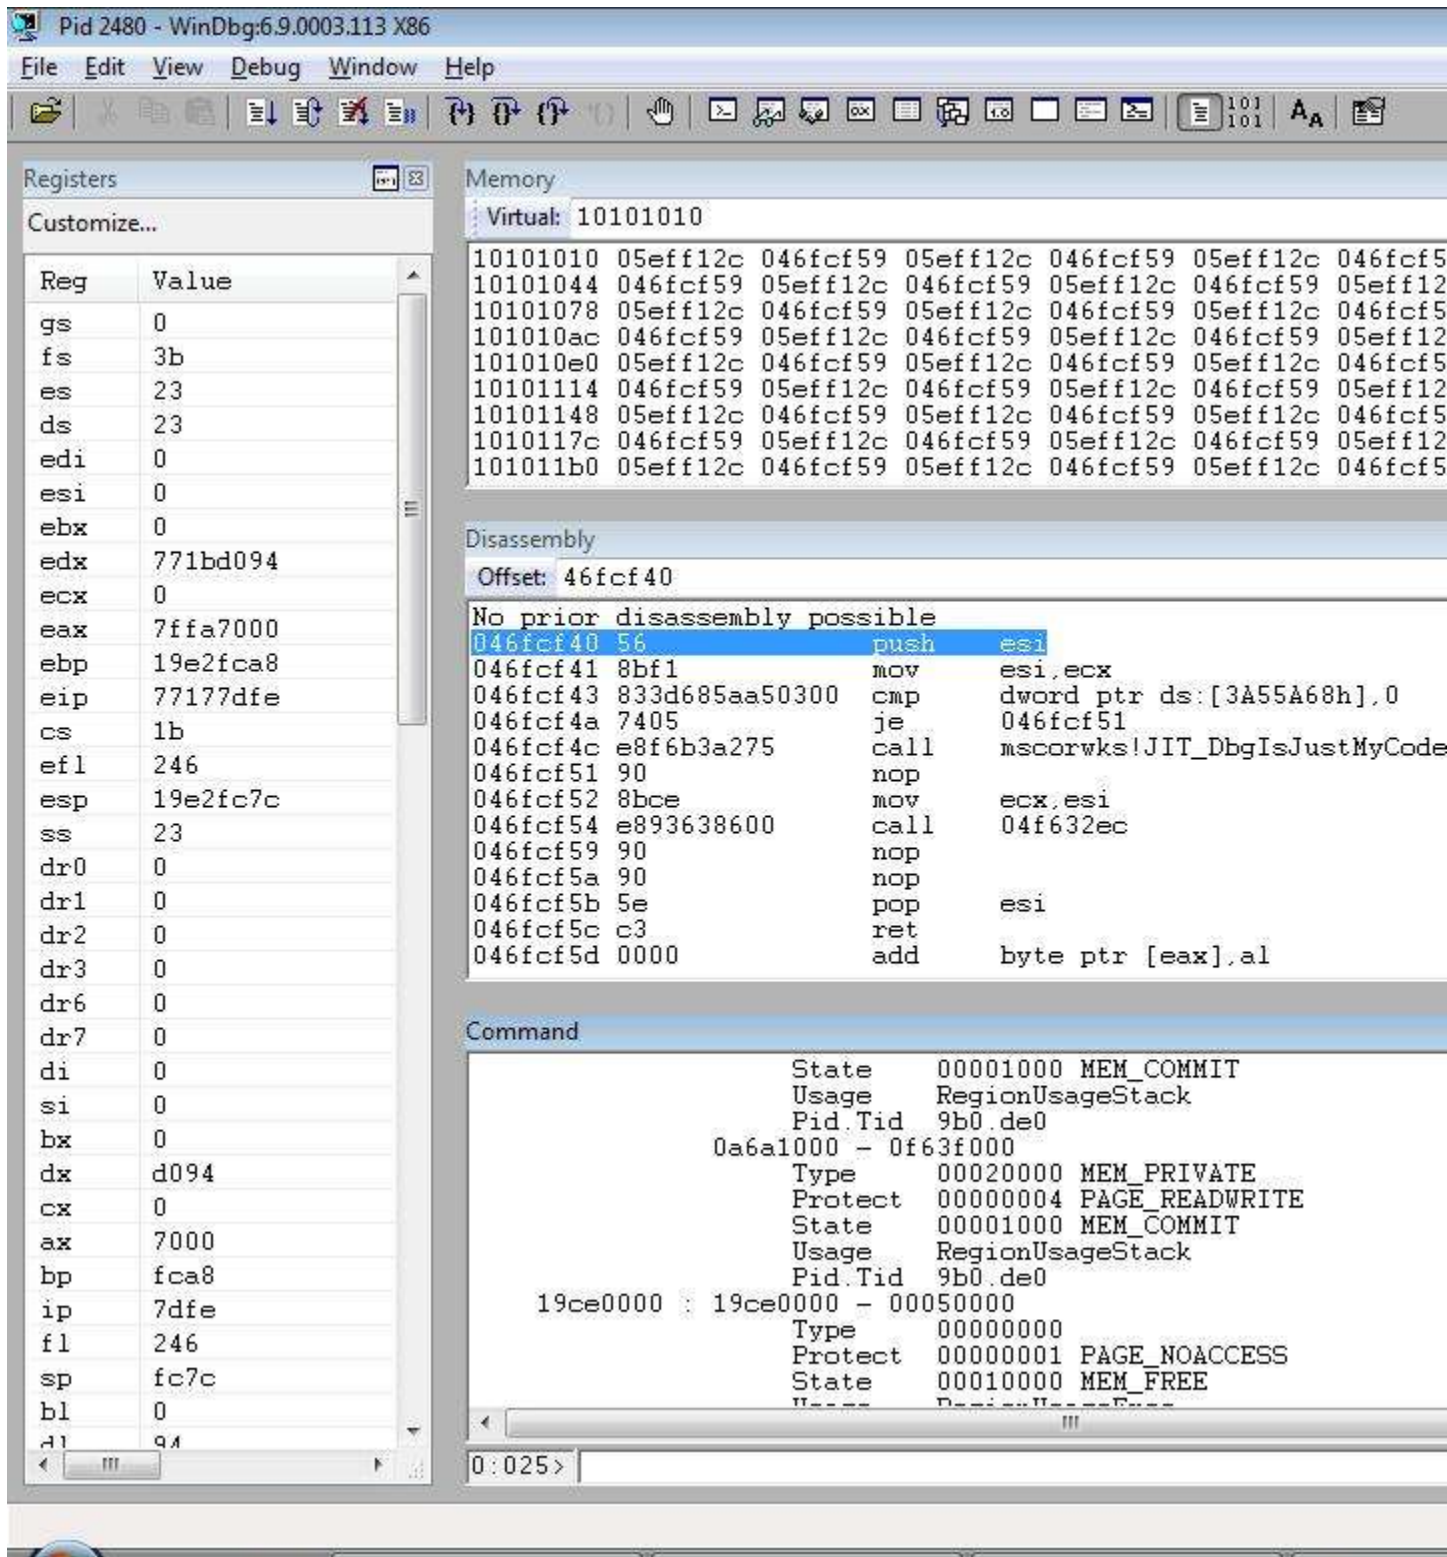 Pid 2480 - WinDbg:6.9.0003.113 X86
File Edit View Debug Window Help
Registers
Customize...
Reg Value
gs 0
fs 3b
es 23
ds 23
edi 0
esi 0
ebx 0
edx 771bd094
ecx 0
eax 7ffa7000
ebp 19e2fca8
eip 77177dfe
cs 1b
efl 246
esp 19e2fc7c
ss 23
dr0 0
dr1 0
dr2 0
dr3 0
dr6 0
dr7 0
di 0
si 0
bx 0
dx d094
cx 0
ax 7000
bp fca8
ip 7dfe
fl 246
sp fc7c
bl 0
dl 94
Memory
Virtual: 10101010
10101010 05eff12c 046fcf59 05eff12c 046fcf59 05eff12c 046fcf5
10101044 046fcf59 05eff12c 046fcf59 05eff12c 046fcf59 05eff12
10101078 05eff12c 046fcf59 05eff12c 046fcf59 05eff12c 046fcf5
101010ac 046fcf59 05eff12c 046fcf59 05eff12c 046fcf59 05eff12
101010e0 05eff12c 046fcf59 05eff12c 046fcf59 05eff12c 046fcf5
10101114 046fcf59 05eff12c 046fcf59 05eff12c 046fcf59 05eff12
10101148 05eff12c 046fcf59 05eff12c 046fcf59 05eff12c 046fcf5
1010117c 046fcf59 05eff12c 046fcf59 05eff12c 046fcf59 05eff12
101011b0 05eff12c 046fcf59 05eff12c 046fcf59 05eff12c 046fcf5
Disassembly
Offset: 46fcf40
No prior disassembly possible
046fcf40 56 push esi
046fcf41 8bf1 mov esi,ecx
046fcf43 833d685aa50300 cmp dword ptr ds:[3A55A68h],0
046fcf4a 7405 je 046fcf51
046fcf4c e8f6b3a275 call mscorwks!JIT_DbgIsJustMyCode
046fcf51 90 nop
046fcf52 8bce mov ecx,esi
046fcf54 e893638600 call 04f632ec
046fcf59 90 nop
046fcf5a 90 nop
046fcf5b 5e pop esi
046fcf5c c3 ret
046fcf5d 0000 add byte ptr [eax],al
Command
State 00001000 MEM_COMMIT
Usage RegionUsageStack
Pid.Tid 9b0.de0
0a6a1000 - 0f63f000
Type 00020000 MEM_PRIVATE
Protect 00000004 PAGE_READWRITE
State 00001000 MEM_COMMIT
Usage RegionUsageStack
Pid.Tid 9b0.de0
19ce0000 : 19ce0000 - 00050000
Type 00000000
Protect 00000001 PAGE_NOACCESS
State 00010000 MEM_FREE
0:025>